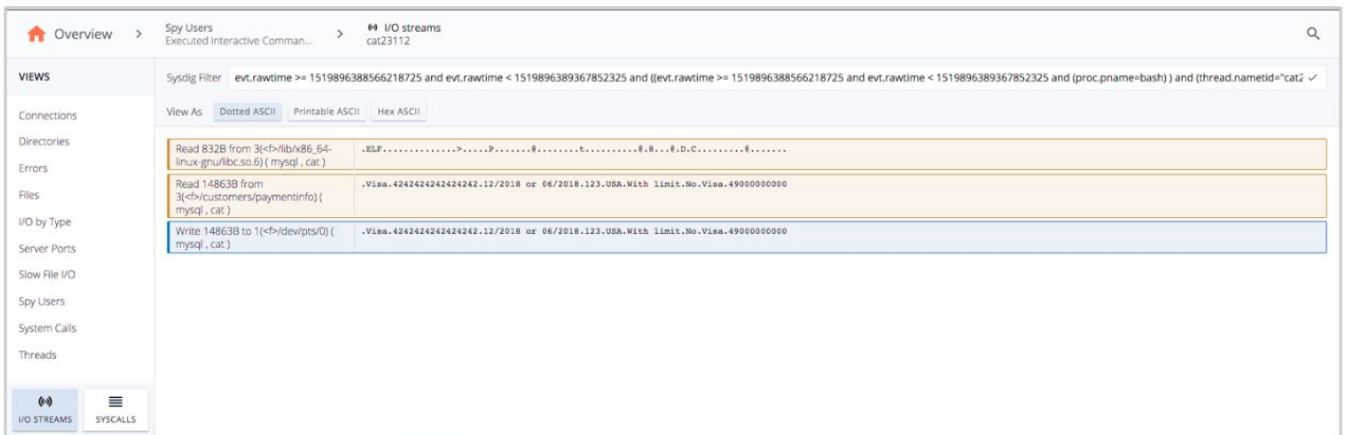 Overview > Spy Users > I/O streams
Executed Interactive Comman... cat23112
VIEWS
Connections
Directories
Errors
Files
I/O by Type
Server Ports
Slow File I/O
Spy Users
System Calls
Threads
I/O STREAMS SYSCALLS
Sysdig Filter evt.rawtime >= 1519896388566218725 and evt.rawtime < 1519896389367852325 and ((evt.rawtime >= 1519896388566218725 and evt.rawtime < 1519896389367852325 and (proc.pname=bash) ) and (thread.nametid="cat2
View As Dotted ASCII Printable ASCII Hex ASCII
Read 832B from 3(<f>/lib/x86_64-
linux-gnu/libc.so.6) ( mysql , cat )
.ELF..............>.....P.......@........t..........@.8...@.D.C.........@.......
Read 14863B from
3(<f>/customers/paymentinfo) (
mysql , cat )
.Visa.4242424242424242.12/2018 or 06/2018.123.USA.With limit.No.Visa.49000000000
Write 14863B to 1(<f>/dev/pts/0) (
mysql , cat )
.Visa.4242424242424242.12/2018 or 06/2018.123.USA.With limit.No.Visa.49000000000